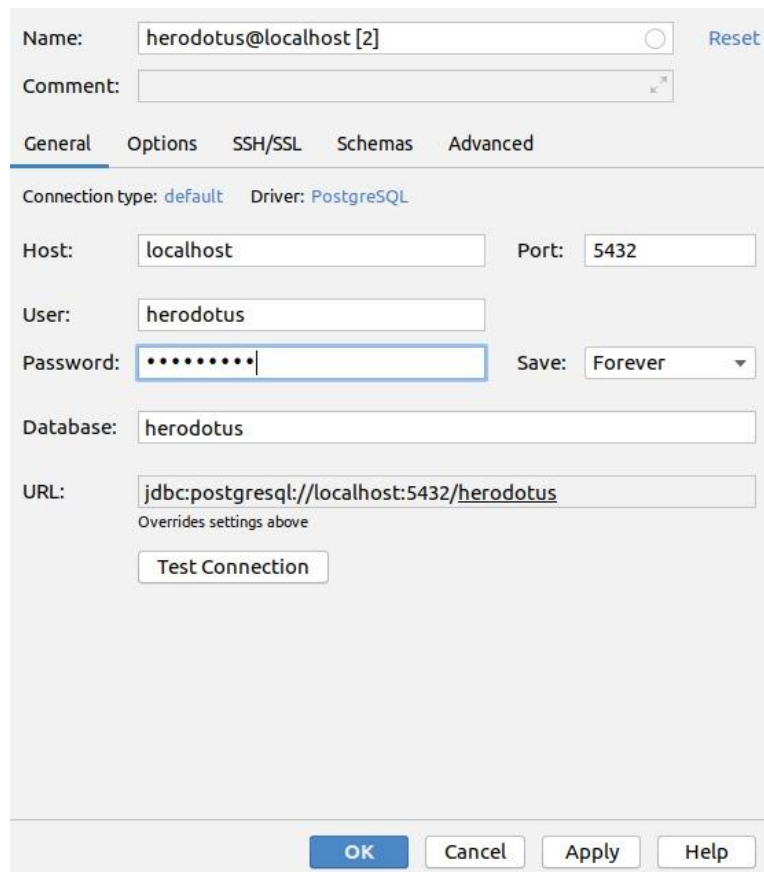 Name: herodotus@localhost [2] Reset
Comment:
General Options SSH/SSL Schemas Advanced
Connection type: default Driver: PostgreSQL
Host: localhost Port: 5432
User: herodotus
Password: ••••••••• Save: Forever
Database: herodotus
URL: jdbc:postgresql://localhost:5432/herodotus
Overrides settings above
Test Connection
OK Cancel Apply Help